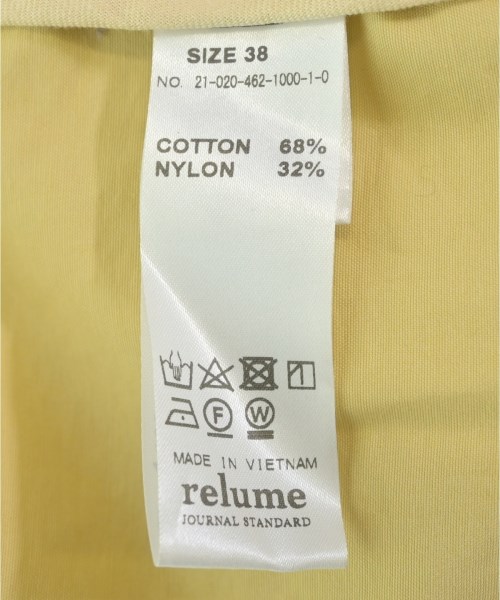 SIZE 38
NO. 21-020-462-1000-1-0
COTTON 68%
NYLON 32%
F W
MADE IN VIETNAM
relume
JOURNAL STANDARD